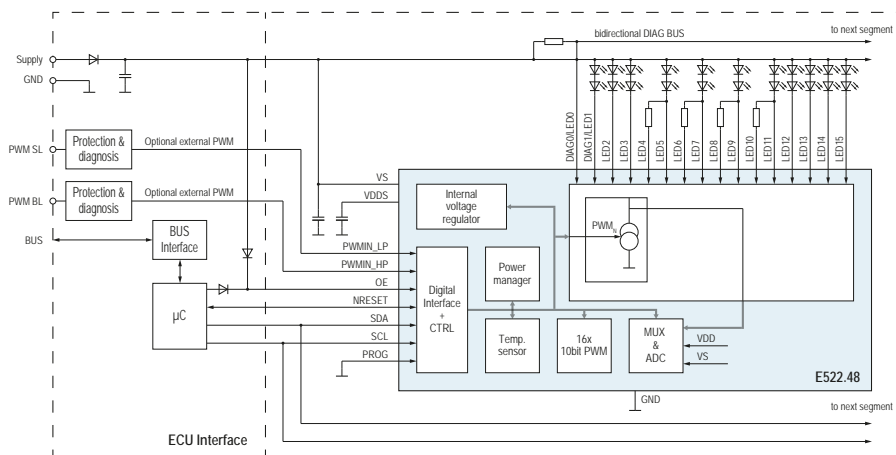 to next segment
bidirectional DIAG BUS
Supply
GND
DIAG0/LED0
DIAG1/LED1
LED2
LED3
LED4
LED5
LED6
LED7
LED8
LED9
LED10
LED11
LED12
LED13
LED14
LED15
PWM SL
Protection &
diagnosis
Optional external PWM
VS
VDDS
Internal
voltage
regulator
PWM BL
Protection &
diagnosis
Optional external PWM
PWMN
BUS
BUS
Interface
PWMIN_LP
PWMIN_HP
OE
NRESET
SDA
SCL
PROG
µC
Digital
Interface
+
CTRL
Power
manager
Temp.
sensor
16x
10bit PWM
MUX
&
ADC
VDD
VS
E522.48
GND
to next segment
ECU Interface